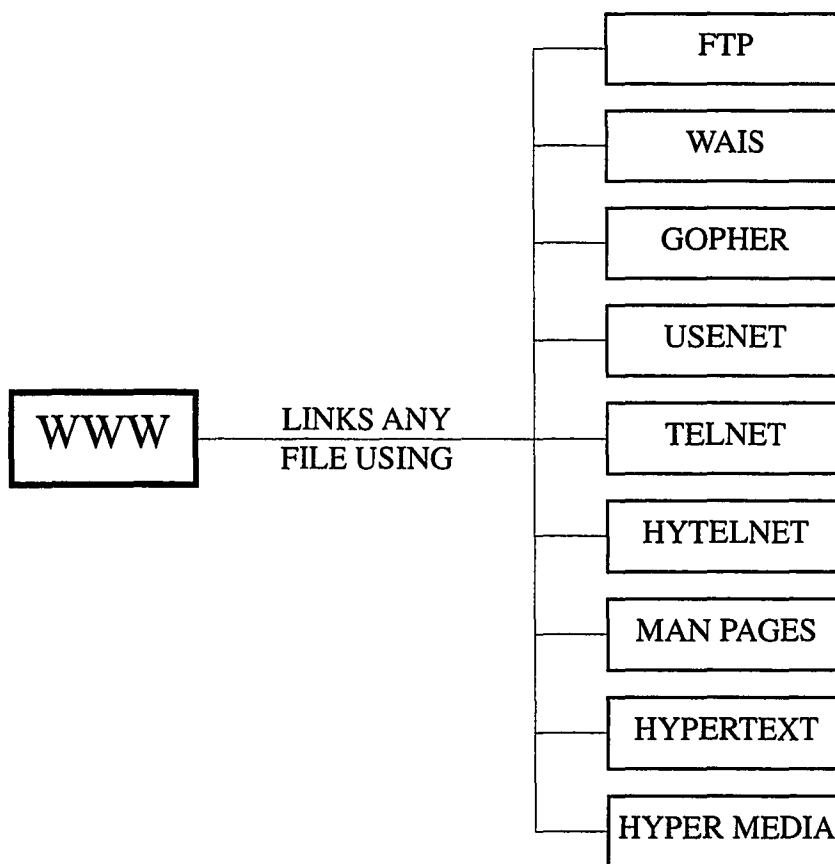 FTP
WAIS
GOPHER
USENET
WWW
LINKS ANY
FILE USING
TELNET
HYTELNET
MAN PAGES
HYPERTEXT
HYPER MEDIA